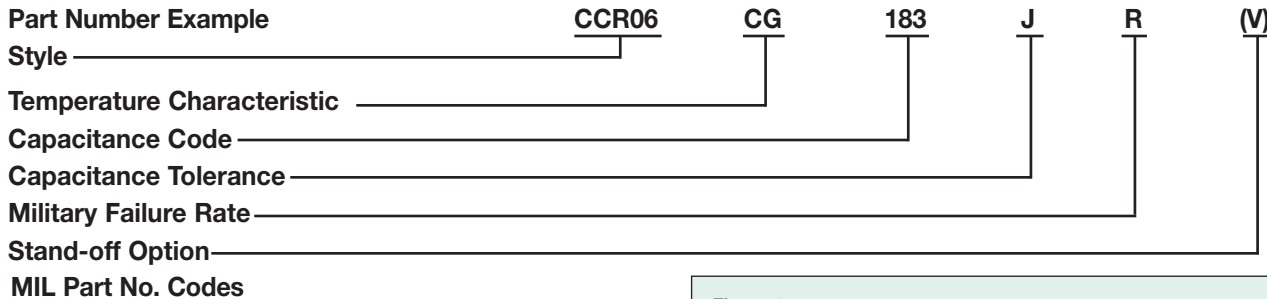 Part Number Example CCR06 CG 183 J R (V)
Style
Temperature Characteristic
Capacitance Code
Capacitance Tolerance
Military Failure Rate
Stand-off Option
MIL Part No. Codes